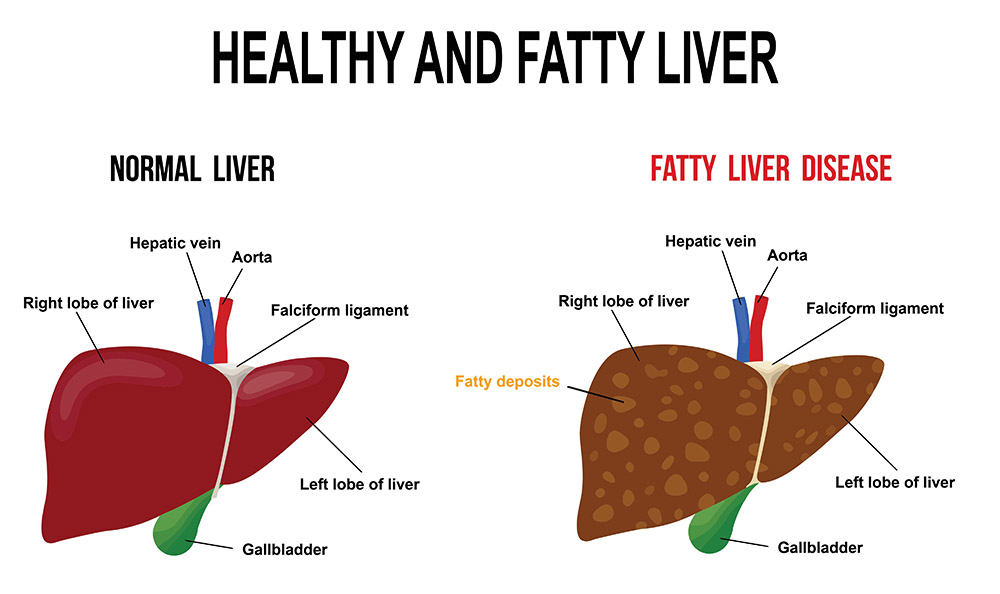 HEALTHY AND FATTY LIVER
NORMAL LIVER
Hepatic vein
Aorta
Right lobe of liver
Falciform ligament
Left lobe of liver
Gallbladder
FATTY LIVER DISEASE
Hepatic vein
Aorta
Right lobe of liver
Falciform ligament
Fatty deposits
Left lobe of liver
Gallbladder